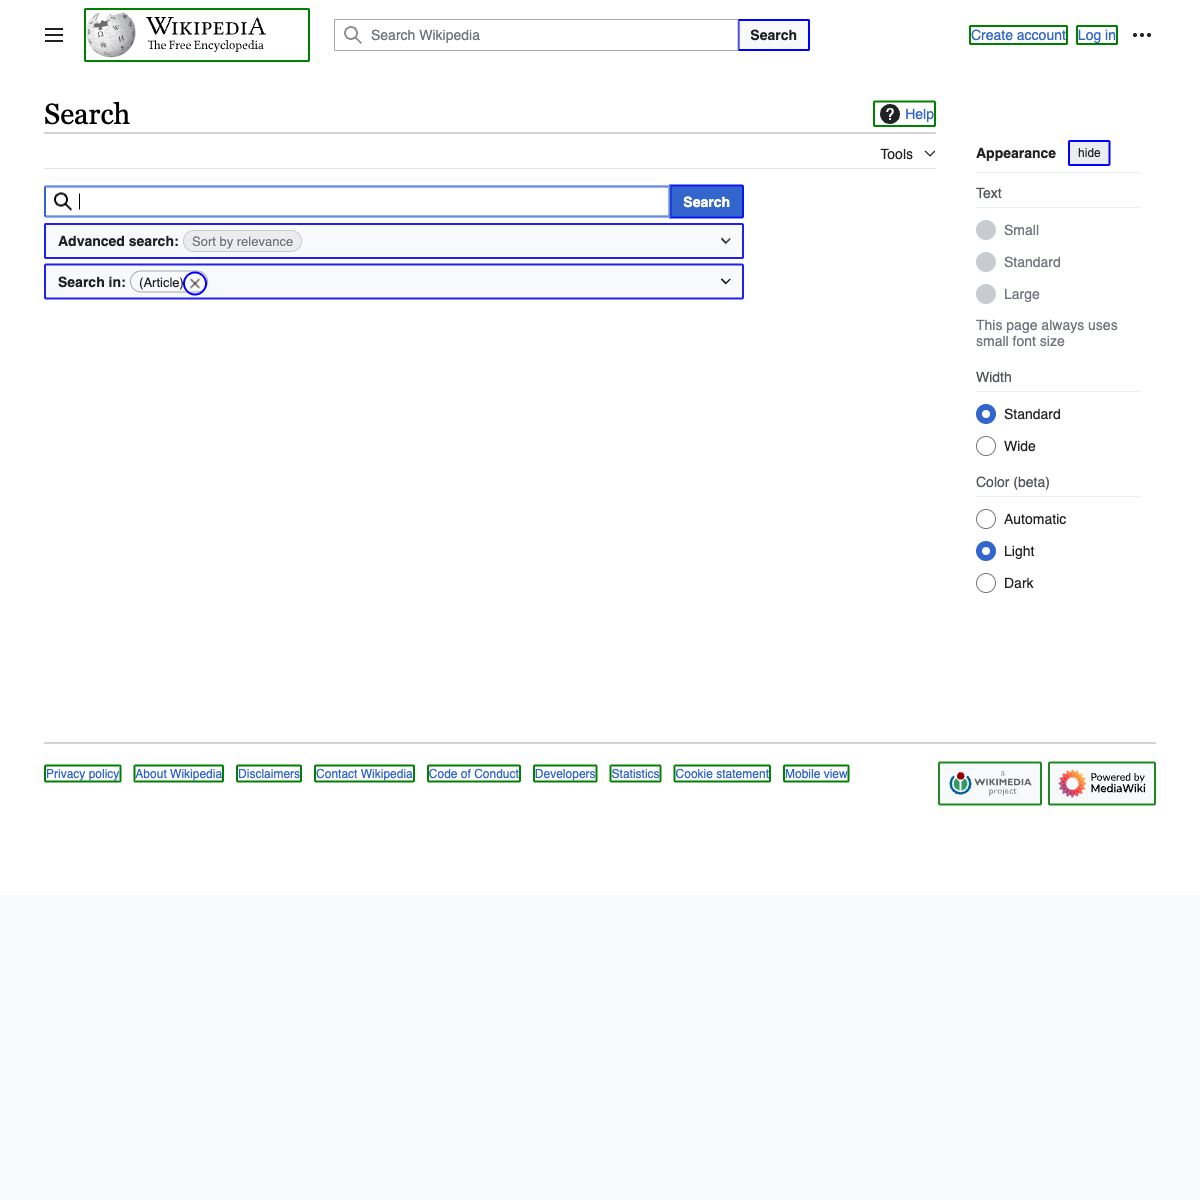 WIKIPEDIA
The Free Encyclopedia
Search Wikipedia
Search
Create account
Log in
Search
Help
Tools
Search
Advanced search: Sort by relevance
Search in: (Article)
Appearance hide
Text
Small
Standard
Large
This page always uses
small font size
Width
Standard
Wide
Color (beta)
Automatic
Light
Dark
Privacy policy About Wikipedia Disclaimers Contact Wikipedia Code of Conduct Developers Statistics Cookie statement Mobile view
a
WIKIMEDIA
project
Powered by
MediaWiki